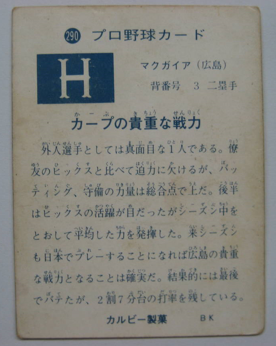 290 プロ野球カード
H
マクガイア（広島）
背番号 3 二塁手
カープの貴重な戦力
外人選手としては真面目な1人である。僚
友のヒックスと比べて迫力に欠けるが、バッ
ティング、守備の力量は総合点で上だ。後半
はヒックスの活躍が目だったがシーズン中を
とおして平均した力を発揮した。来シーズン
も日本でプレーすることになれば広島の貴重
な戦力となることは確実だ。結果的には最後
でバテたが、2割7分台の打率を残している。
カルビー製菓 BK